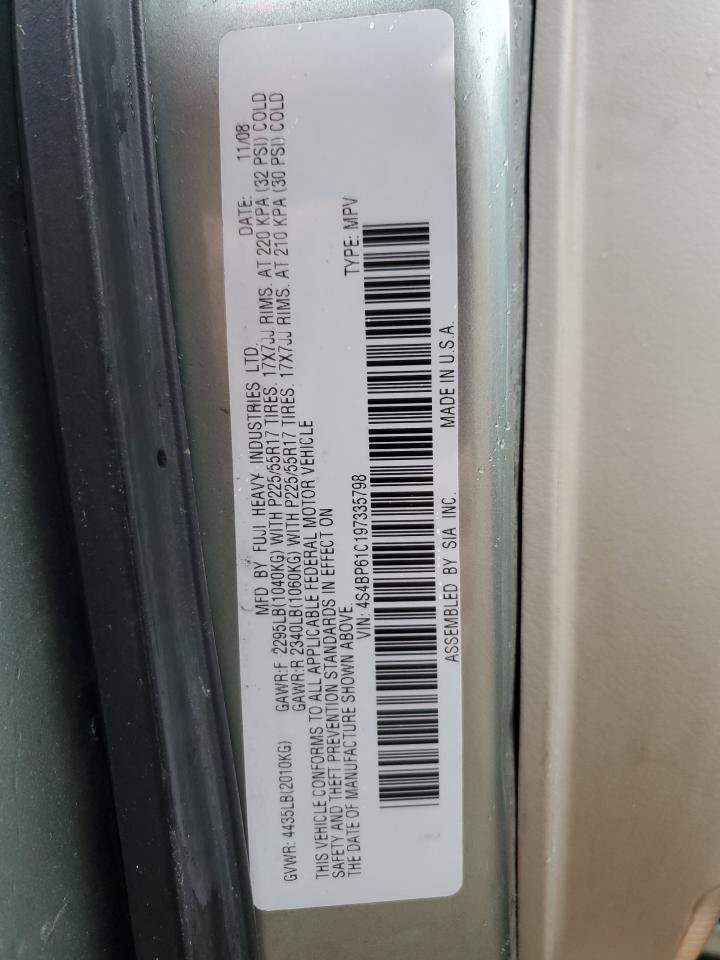 MFD BY FUJI HEAVY INDUSTRIES LTD. DATE: 11/08
GVWR: 4435LB(2010KG) GAWR:F 2295LB(1040KG) WITH P225/55R17 TIRES. 17X7JJ RIMS. AT 220 KPA (32 PSI) COLD
GAWR:R 2340LB(1060KG) WITH P225/55R17 TIRES. 17X7JJ RIMS. AT 210 KPA (30 PSI) COLD
THIS VEHICLE CONFORMS TO ALL APPLICABLE FEDERAL MOTOR VEHICLE
SAFETY AND THEFT PREVENTION STANDARDS IN EFFECT ON
THE DATE OF MANUFACTURE SHOWN ABOVE.
VIN: 4S4BP61C197335798 TYPE: MPV
ASSEMBLED BY SIA INC. MADE IN U.S.A.